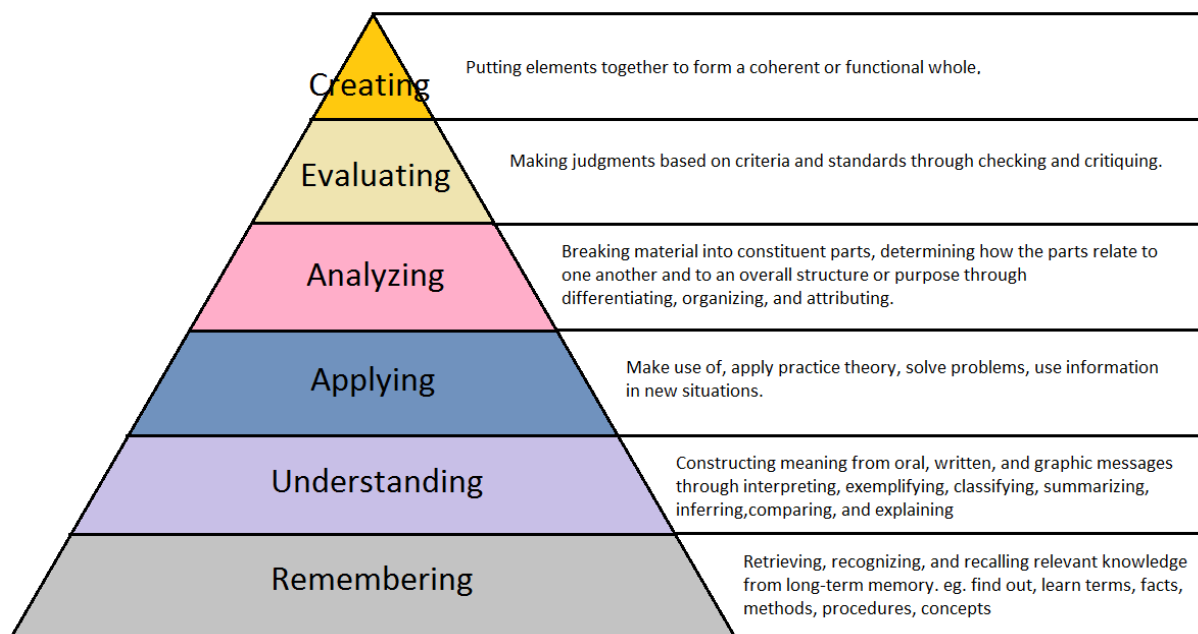 Creating
Putting elements together to form a coherent or functional whole.
Evaluating
Making judgments based on criteria and standards through checking and critiquing.
Analyzing
Breaking material into constituent parts, determining how the parts relate to
one another and to an overall structure or purpose through
differentiating, organizing, and attributing.
Applying
Make use of, apply practice theory, solve problems, use information
in new situations.
Understanding
Constructing meaning from oral, written, and graphic messages
through interpreting, exemplifying, classifying, summarizing,
inferring,comparing, and explaining
Remembering
Retrieving, recognizing, and recalling relevant knowledge
from long-term memory. eg. find out, learn terms, facts,
methods, procedures, concepts